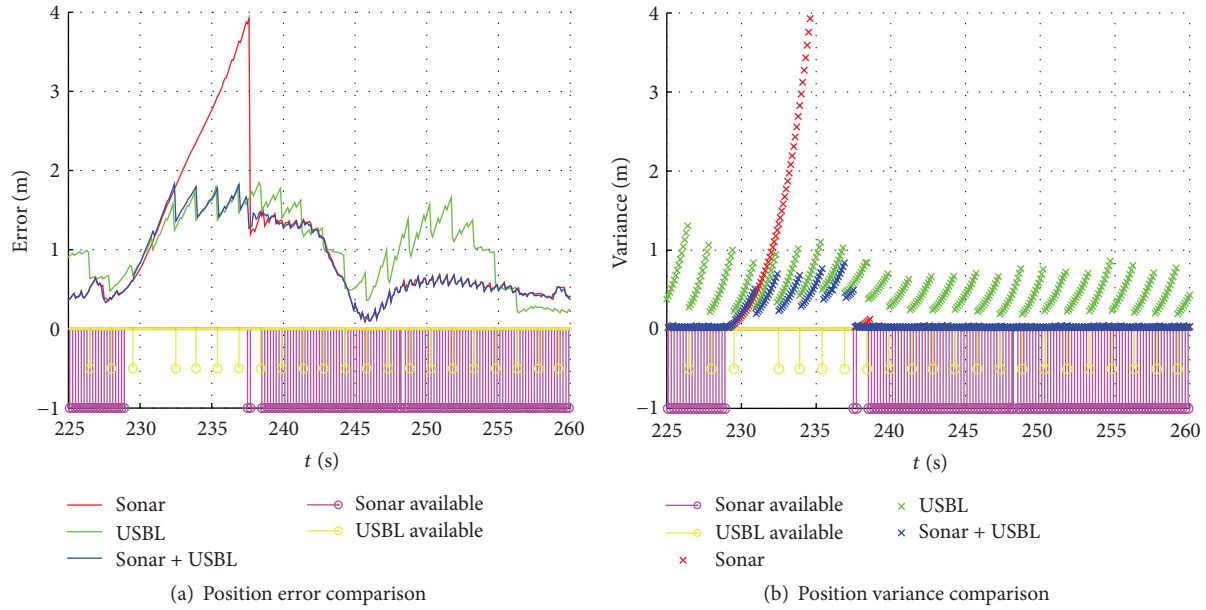 4
3
2
1
0
−1
Error (m)
225 230 235 240 245 250 255 260
t (s)
Sonar
USBL
Sonar + USBL
Sonar available
USBL available
(a) Position error comparison
4
3
2
1
0
−1
Variance (m)
225 230 235 240 245 250 255 260
t (s)
Sonar available
USBL available
Sonar
USBL
Sonar + USBL
(b) Position variance comparison